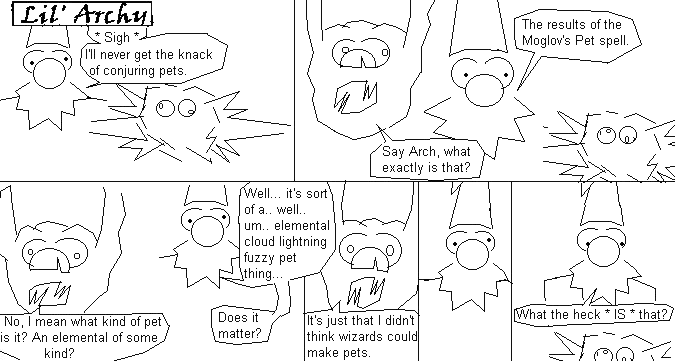 Lil' Archy
* Sigh *
I'll never get the knack
of conjuring pets.
Say Arch, what
exactly is that?
The results of the
Moglov's Pet spell.
No, I mean what kind of pet
is it? An elemental of some
kind?
Well... it's sort
of a.. well..
um.. elemental
cloud lightning
fuzzy pet
thing...
Does it
matter?
It's just that I didn't
think wizards could
make pets.
What the heck * IS * that?